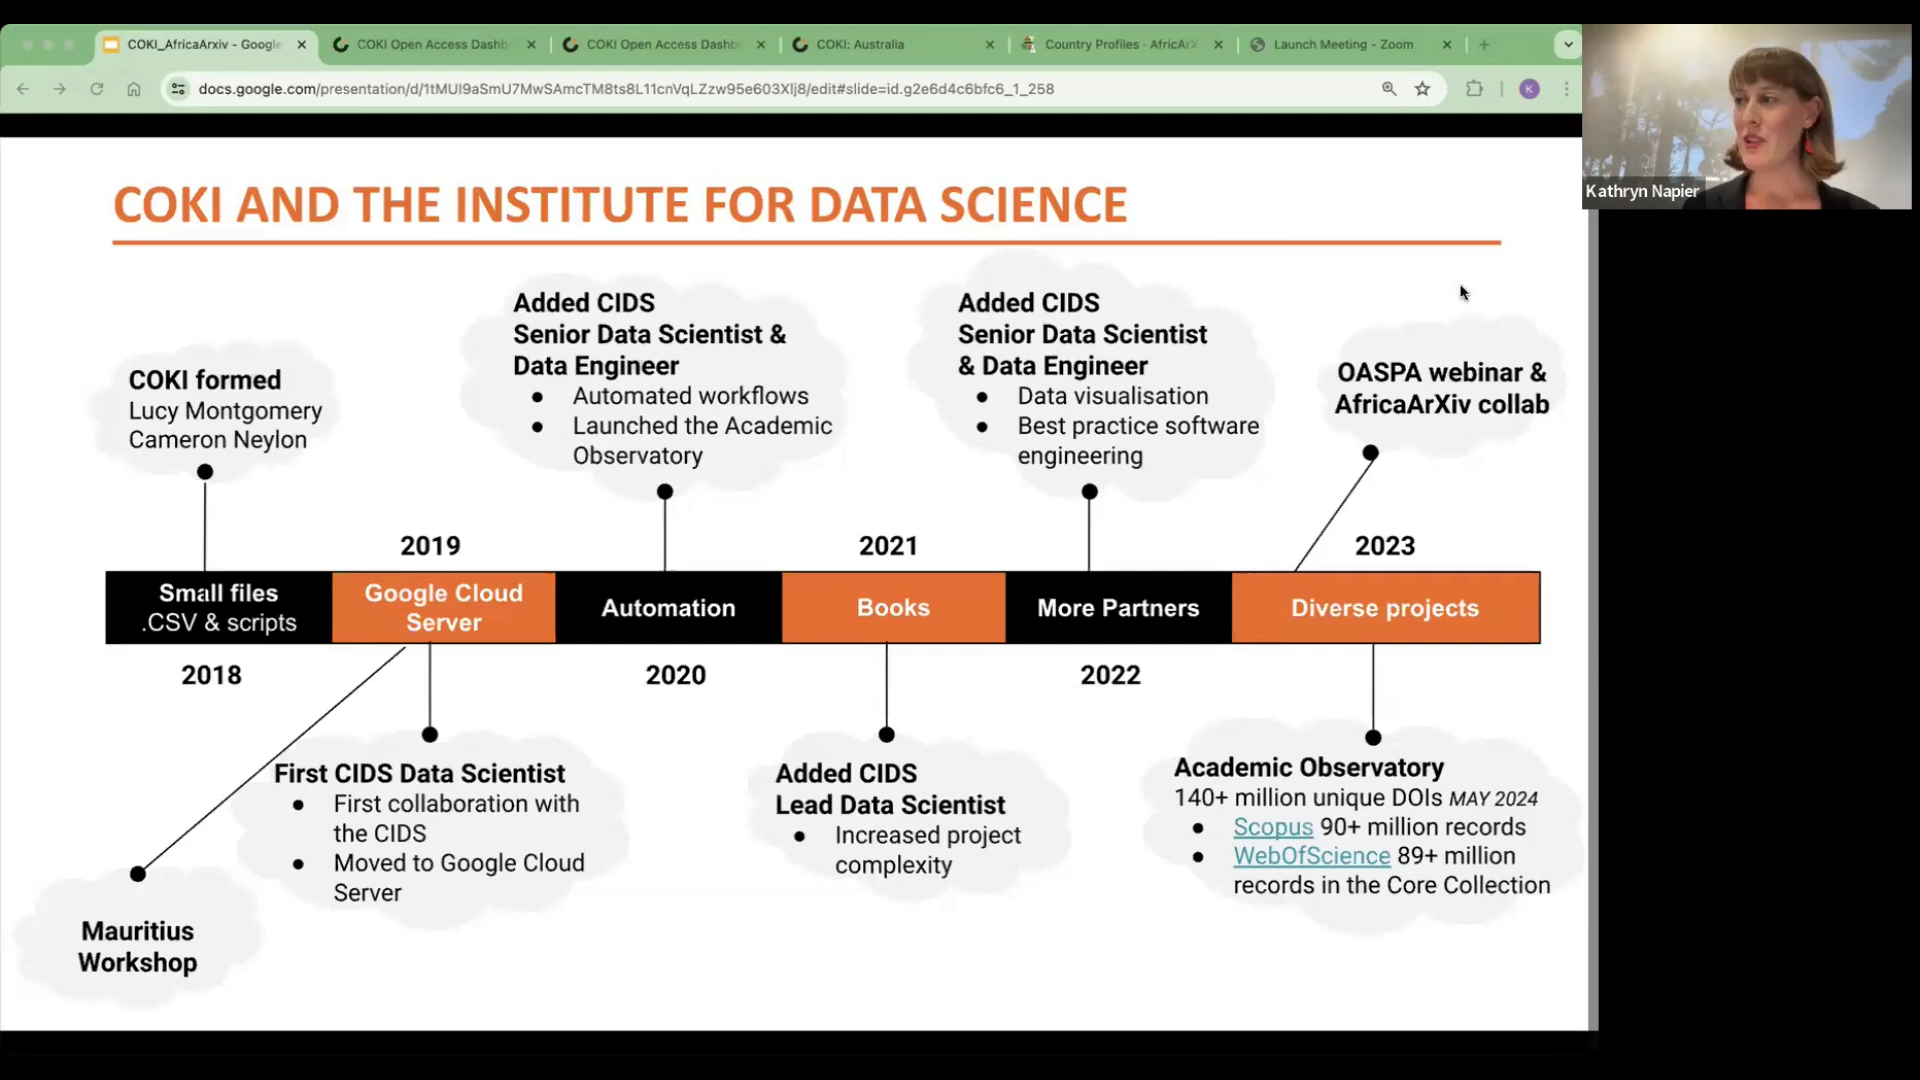 COKI_AfricaArxiv - Google
COKI Open Access Dashb
COKI Open Access Dashb
COKI: Australia
Country Profiles - AfricArX
Launch Meeting - Zoom
docs.google.com/presentation/d/1tMUI9aSmU7MwSAmcTM8ts8L11cnVqLZzw95e603Xlj8/edit#slide=id.g2e6d4c6bfc6_1_258
K
Kathryn Napier
COKI AND THE INSTITUTE FOR DATA SCIENCE
COKI formed
Lucy Montgomery
Cameron Neylon
Added CIDS
Senior Data Scientist &
Data Engineer
● Automated workflows
● Launched the Academic
Observatory
Added CIDS
Senior Data Scientist
& Data Engineer
● Data visualisation
● Best practice software
engineering
OASPA webinar &
AfricaArXiv collab
2019
2021
2023
Small files
.CSV & scripts
Google Cloud
Server
Automation
Books
More Partners
Diverse projects
2018
2020
2022
First CIDS Data Scientist
● First collaboration with
the CIDS
● Moved to Google Cloud
Server
Added CIDS
Lead Data Scientist
● Increased project
complexity
Academic Observatory
140+ million unique DOIs MAY 2024
● Scopus 90+ million records
● WebOfScience 89+ million
records in the Core Collection
Mauritius
Workshop